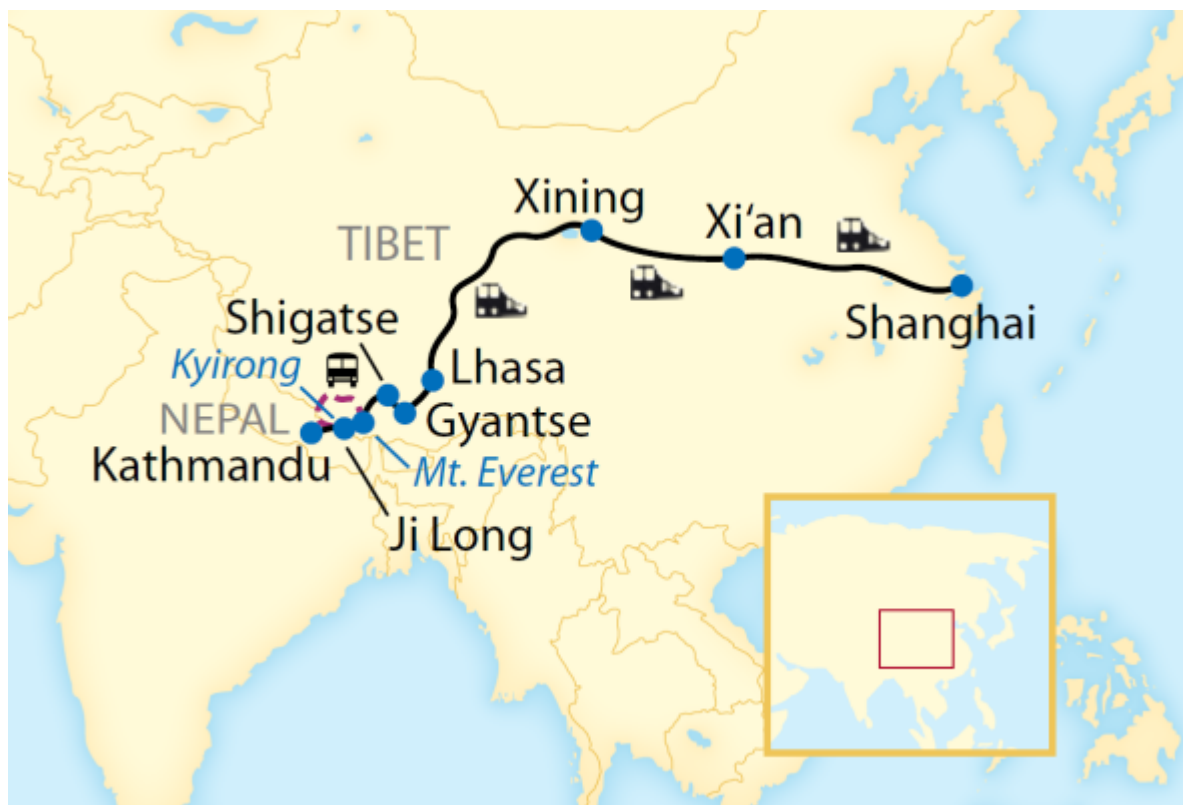 Xining
Xi‘an
TIBET
Shanghai
Shigatse
Kyirong
Lhasa
NEPAL
Gyantse
Kathmandu
Mt. Everest
Ji Long